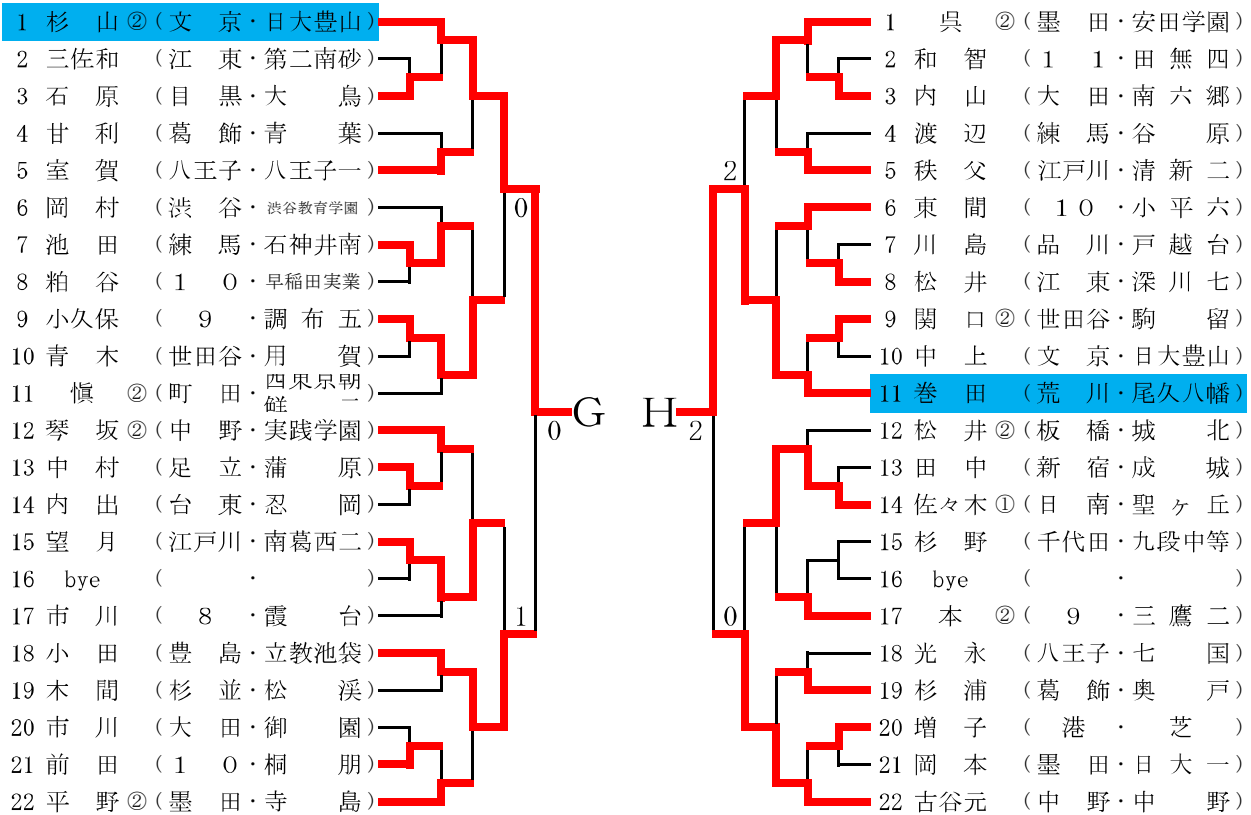 1 杉 山 ② (文 京・日大豊山)
2 三佐和 (江 東・第二南砂)
3 石 原 (目 黒・大 鳥)
4 甘 利 (葛 飾・青 葉)
5 室 賀 (八王子・八王子一)
6 岡 村 (渋 谷・渋谷教育学園)
7 池 田 (練 馬・石神井南)
8 粕 谷 (1 0・早稲田実業)
9 小久保 (9・調 布 五)
10 青 木 (世田谷・用 賀)
11 愼 ② (町 田・西東京朝鮮一)
12 琴 坂 ② (中 野・実践学園)
13 中 村 (足 立・蒲 原)
14 内 出 (台 東・忍 岡)
15 望 月 (江戸川・南葛西二)
16 bye (・)
17 市 川 (8・霞 台)
18 小 田 (豊 島・立教池袋)
19 木 間 (杉 並・松 渓)
20 市 川 (大 田・御 園)
21 前 田 (1 0・桐 朋)
22 平 野 ② (墨 田・寺 島)
0
0
1
G
H
2
2
0
1 呉 ② (墨 田・安田学園)
2 和 智 (1 1・田 無 四)
3 内 山 (大 田・南 六 郷)
4 渡 辺 (練 馬・谷 原)
5 秩 父 (江戸川・清 新 二)
6 東 間 (1 0・小 平 六)
7 川 島 (品 川・戸 越 台)
8 松 井 (江 東・深 川 七)
9 関 口 ② (世田谷・駒 留)
10 中 上 (文 京・日大豊山)
11 巻 田 (荒 川・尾久八幡)
12 松 井 ② (板 橋・城 北)
13 田 中 (新 宿・成 城)
14 佐々木 ① (日 南・聖 ヶ 丘)
15 杉 野 (千代田・九段中等)
16 bye (・)
17 本 ② (9・三 鷹 二)
18 光 永 (八王子・七 国)
19 杉 浦 (葛 飾・奥 戸)
20 増 子 (港・芝)
21 岡 本 (墨 田・日 大 一)
22 古谷元 (中 野・中 野)